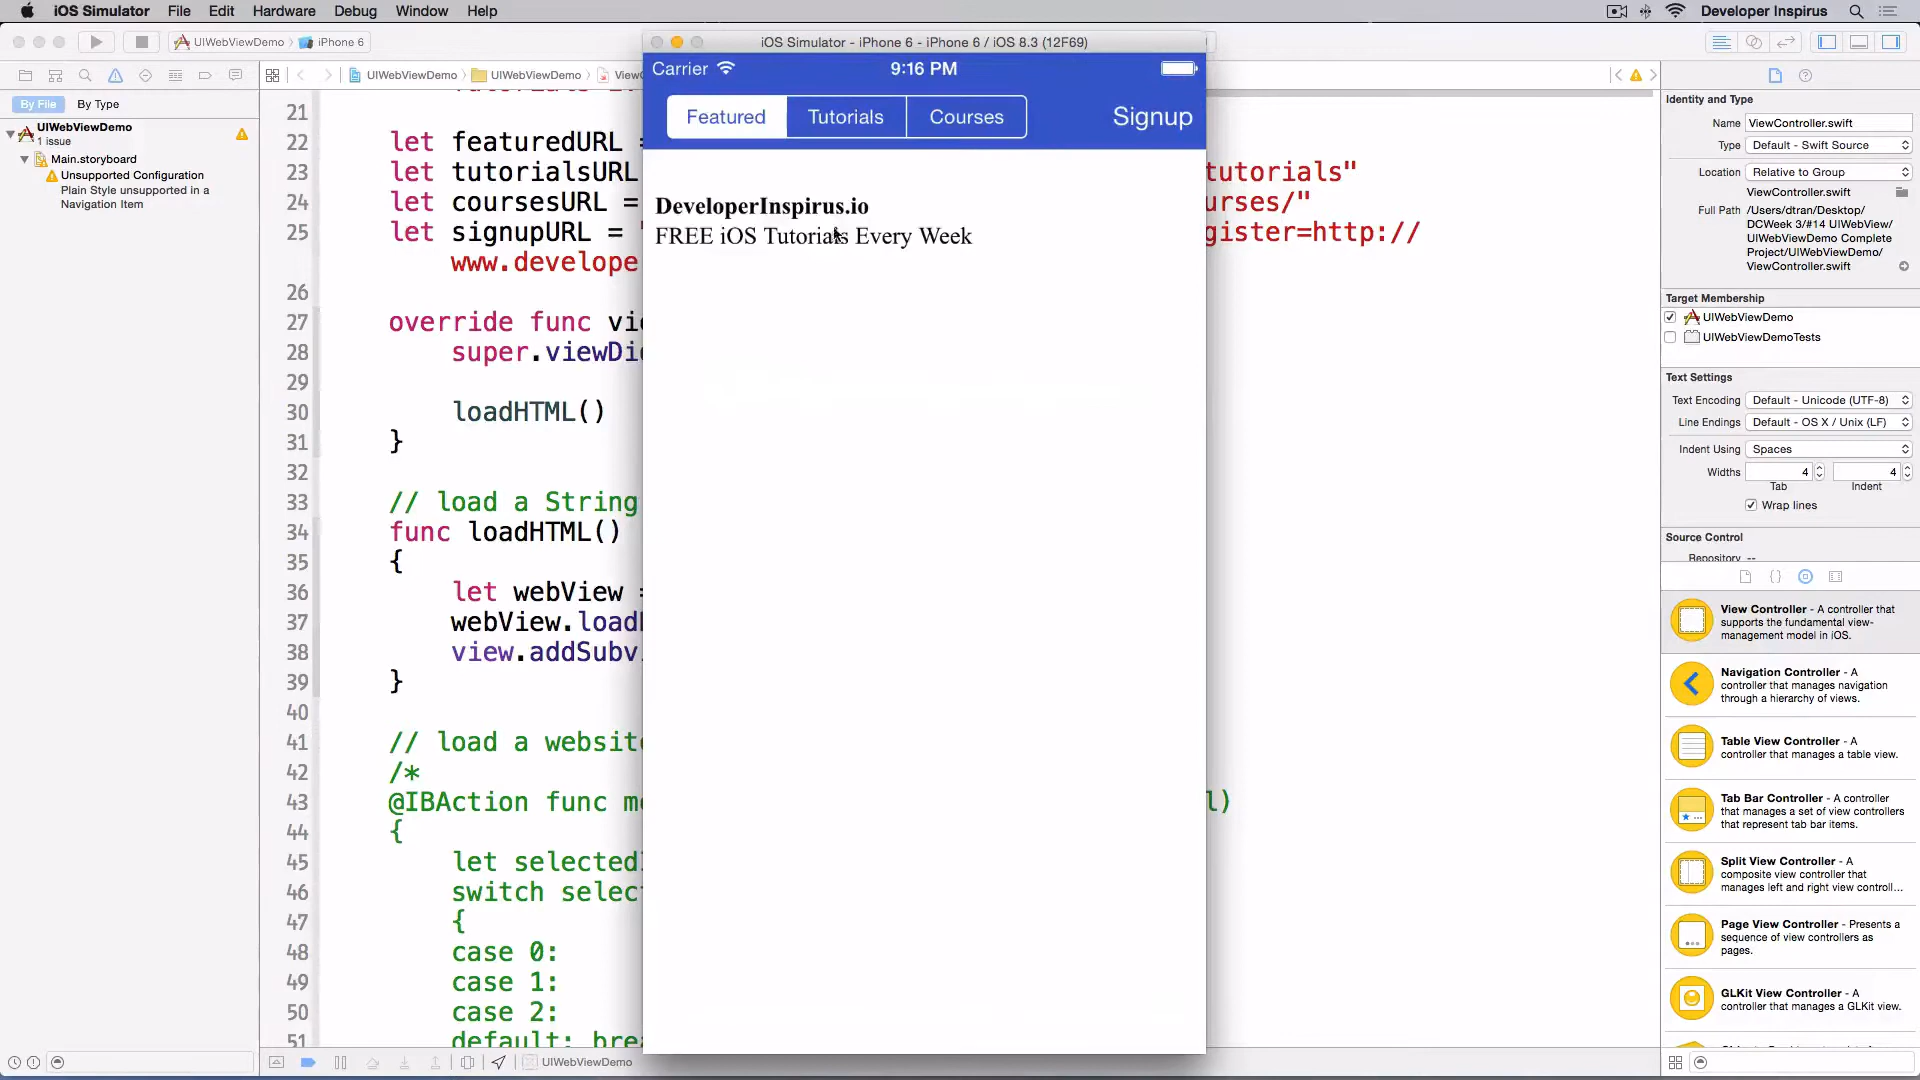 iOS Simulator File Edit Hardware Debug Window Help
Developer Inspirus
UIWebViewDemo iPhone 6
iOS Simulator - iPhone 6 - iPhone 6 / iOS 8.3 (12F69)
UIWebViewDemo UIWebViewDemo
By File By Type
UIWebViewDemo
1 issue
Main.storyboard
Unsupported Configuration
Plain Style unsupported in a
Navigation Item
Carrier 9:16 PM
Featured Tutorials Courses Signup
DeveloperInspirus.io
FREE iOS Tutorials Every Week
21
22 let featuredURL =
23 let tutorialsURL tutorials"
24 let coursesURL = urses/"
25 let signupURL = " gister=http://
www.develope
26
27 override func vie
28 super.viewDi
29
30 loadHTML()
31 }
32
33 // load a String
34 func loadHTML()
35 {
36 let webView =
37 webView.load
38 view.addSubv
39 }
40
41 // load a website
42 /*
43 @IBAction func m l)
44 {
45 let selected
46 switch selec
47 {
48 case 0:
49 case 1:
50 case 2:
51 default: brea
UIWebViewDemo
Identity and Type
Name ViewController.swift
Type Default - Swift Source
Location Relative to Group
ViewController.swift
Full Path /Users/dtran/Desktop/
DCWeek 3/#14 UIWebView/
UIWebViewDemo Complete
Project/UIWebViewDemo/
ViewController.swift
Target Membership
UIWebViewDemo
UIWebViewDemoTests
Text Settings
Text Encoding Default - Unicode (UTF-8)
Line Endings Default - OS X / Unix (LF)
Indent Using Spaces
Widths 4 4
Tab Indent
Wrap lines
Source Control
Repository --
View Controller - A controller that
supports the fundamental view-
management model in iOS.
Navigation Controller - A
controller that manages navigation
through a hierarchy of views.
Table View Controller - A
controller that manages a table view.
Tab Bar Controller - A controller
that manages a set of view controllers
that represent tab bar items.
Split View Controller - A
composite view controller that
manages left and right view controll...
Page View Controller - Presents a
sequence of view controllers as
pages.
GLKit View Controller - A
controller that manages a GLKit view.